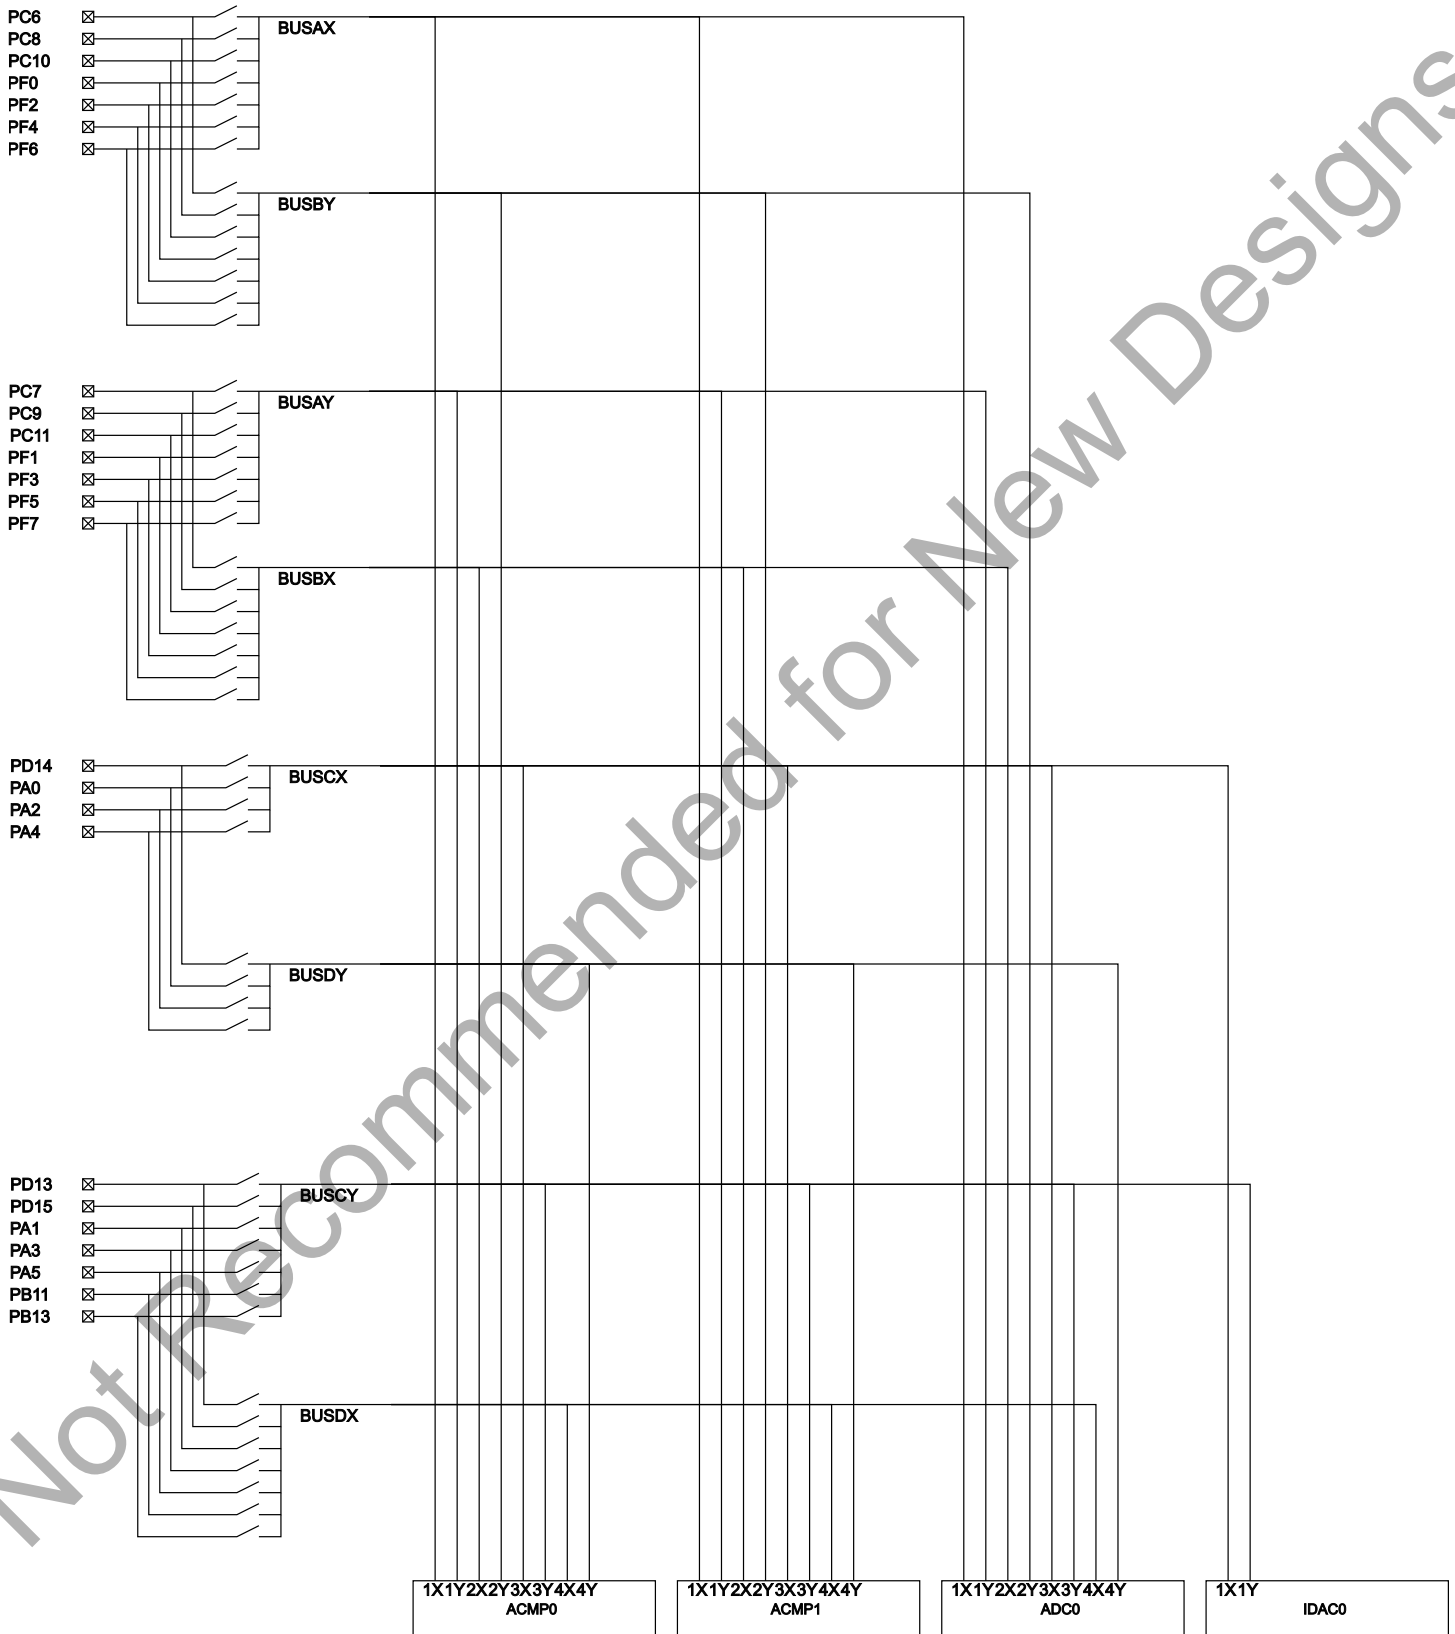 PC6
PC8
PC10
PF0
PF2
PF4
PF6
BUSAX
BUSBY
PC7
PC9
PC11
PF1
PF3
PF5
PF7
BUSAY
BUSBX
PD14
PA0
PA2
PA4
BUSCX
BUSDY
PD13
PD15
PA1
PA3
PA5
PB11
PB13
BUSCY
BUSDX
1X1Y2X2Y3X3Y4X4Y
ACMP0
1X1Y2X2Y3X3Y4X4Y
ACMP1
1X1Y2X2Y3X3Y4X4Y
ADC0
1X1Y
IDAC0
Not Recommended for New Designs